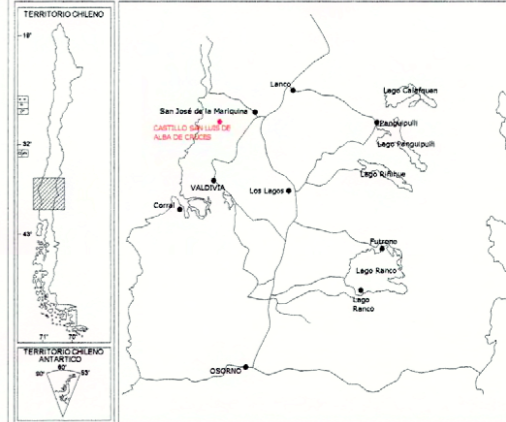 TERRITORIO CHILENO
18°
32°
43°
71°
TERRITORIO CHILENO
ANTARTICO
90°
60°
53°
Lanco
Lago Calafquen
San José de la Mariquina
Panguipulli
CASTILLO SAN LUIS DE
ALBA DE CRUCES
Lago Panguipulli
Lago Riñihue
VALDIVIA
Los Lagos
Corral
Futrono
Lago Ranco
Lago
Ranco
OSORNO